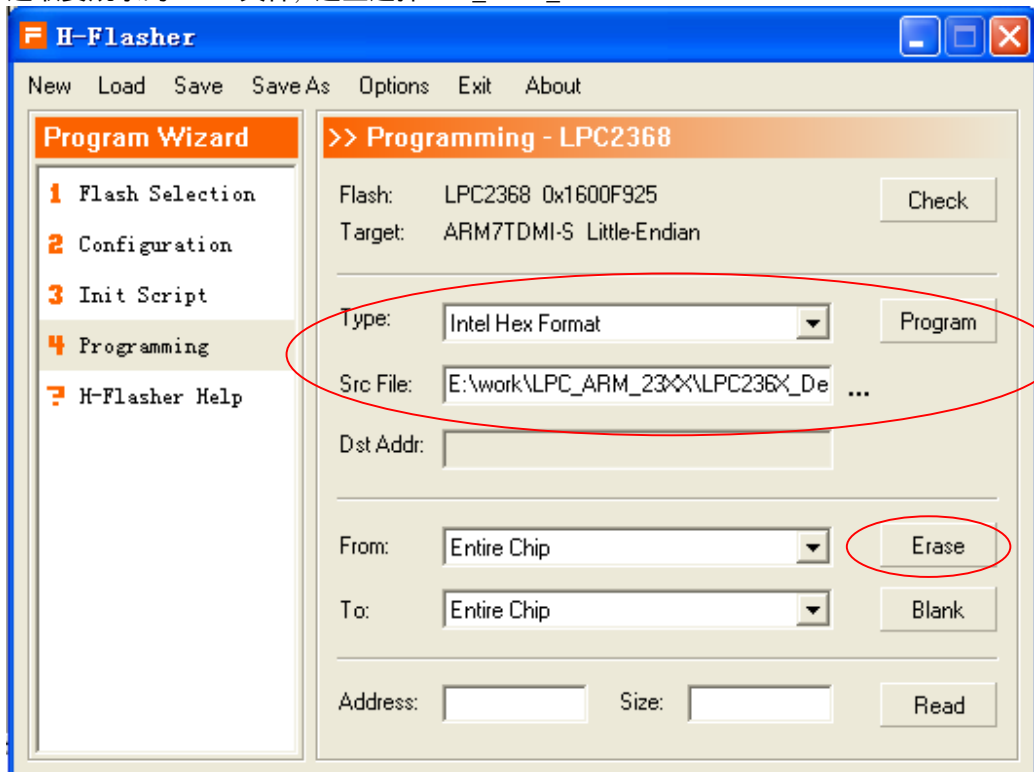 H-Flasher
New Load Save Save As Options Exit About
Program Wizard
1 Flash Selection
2 Configuration
3 Init Script
4 Programming
? H-Flasher Help
>> Programming - LPC2368
Flash: LPC2368 0x1600F925 Check
Target: ARM7TDMI-S Little-Endian
Type: Intel Hex Format Program
Src File: E:\work\LPC_ARM_23XX\LPC236X_De ...
Dst Addr:
From: Entire Chip Erase
To: Entire Chip Blank
Address: Size: Read